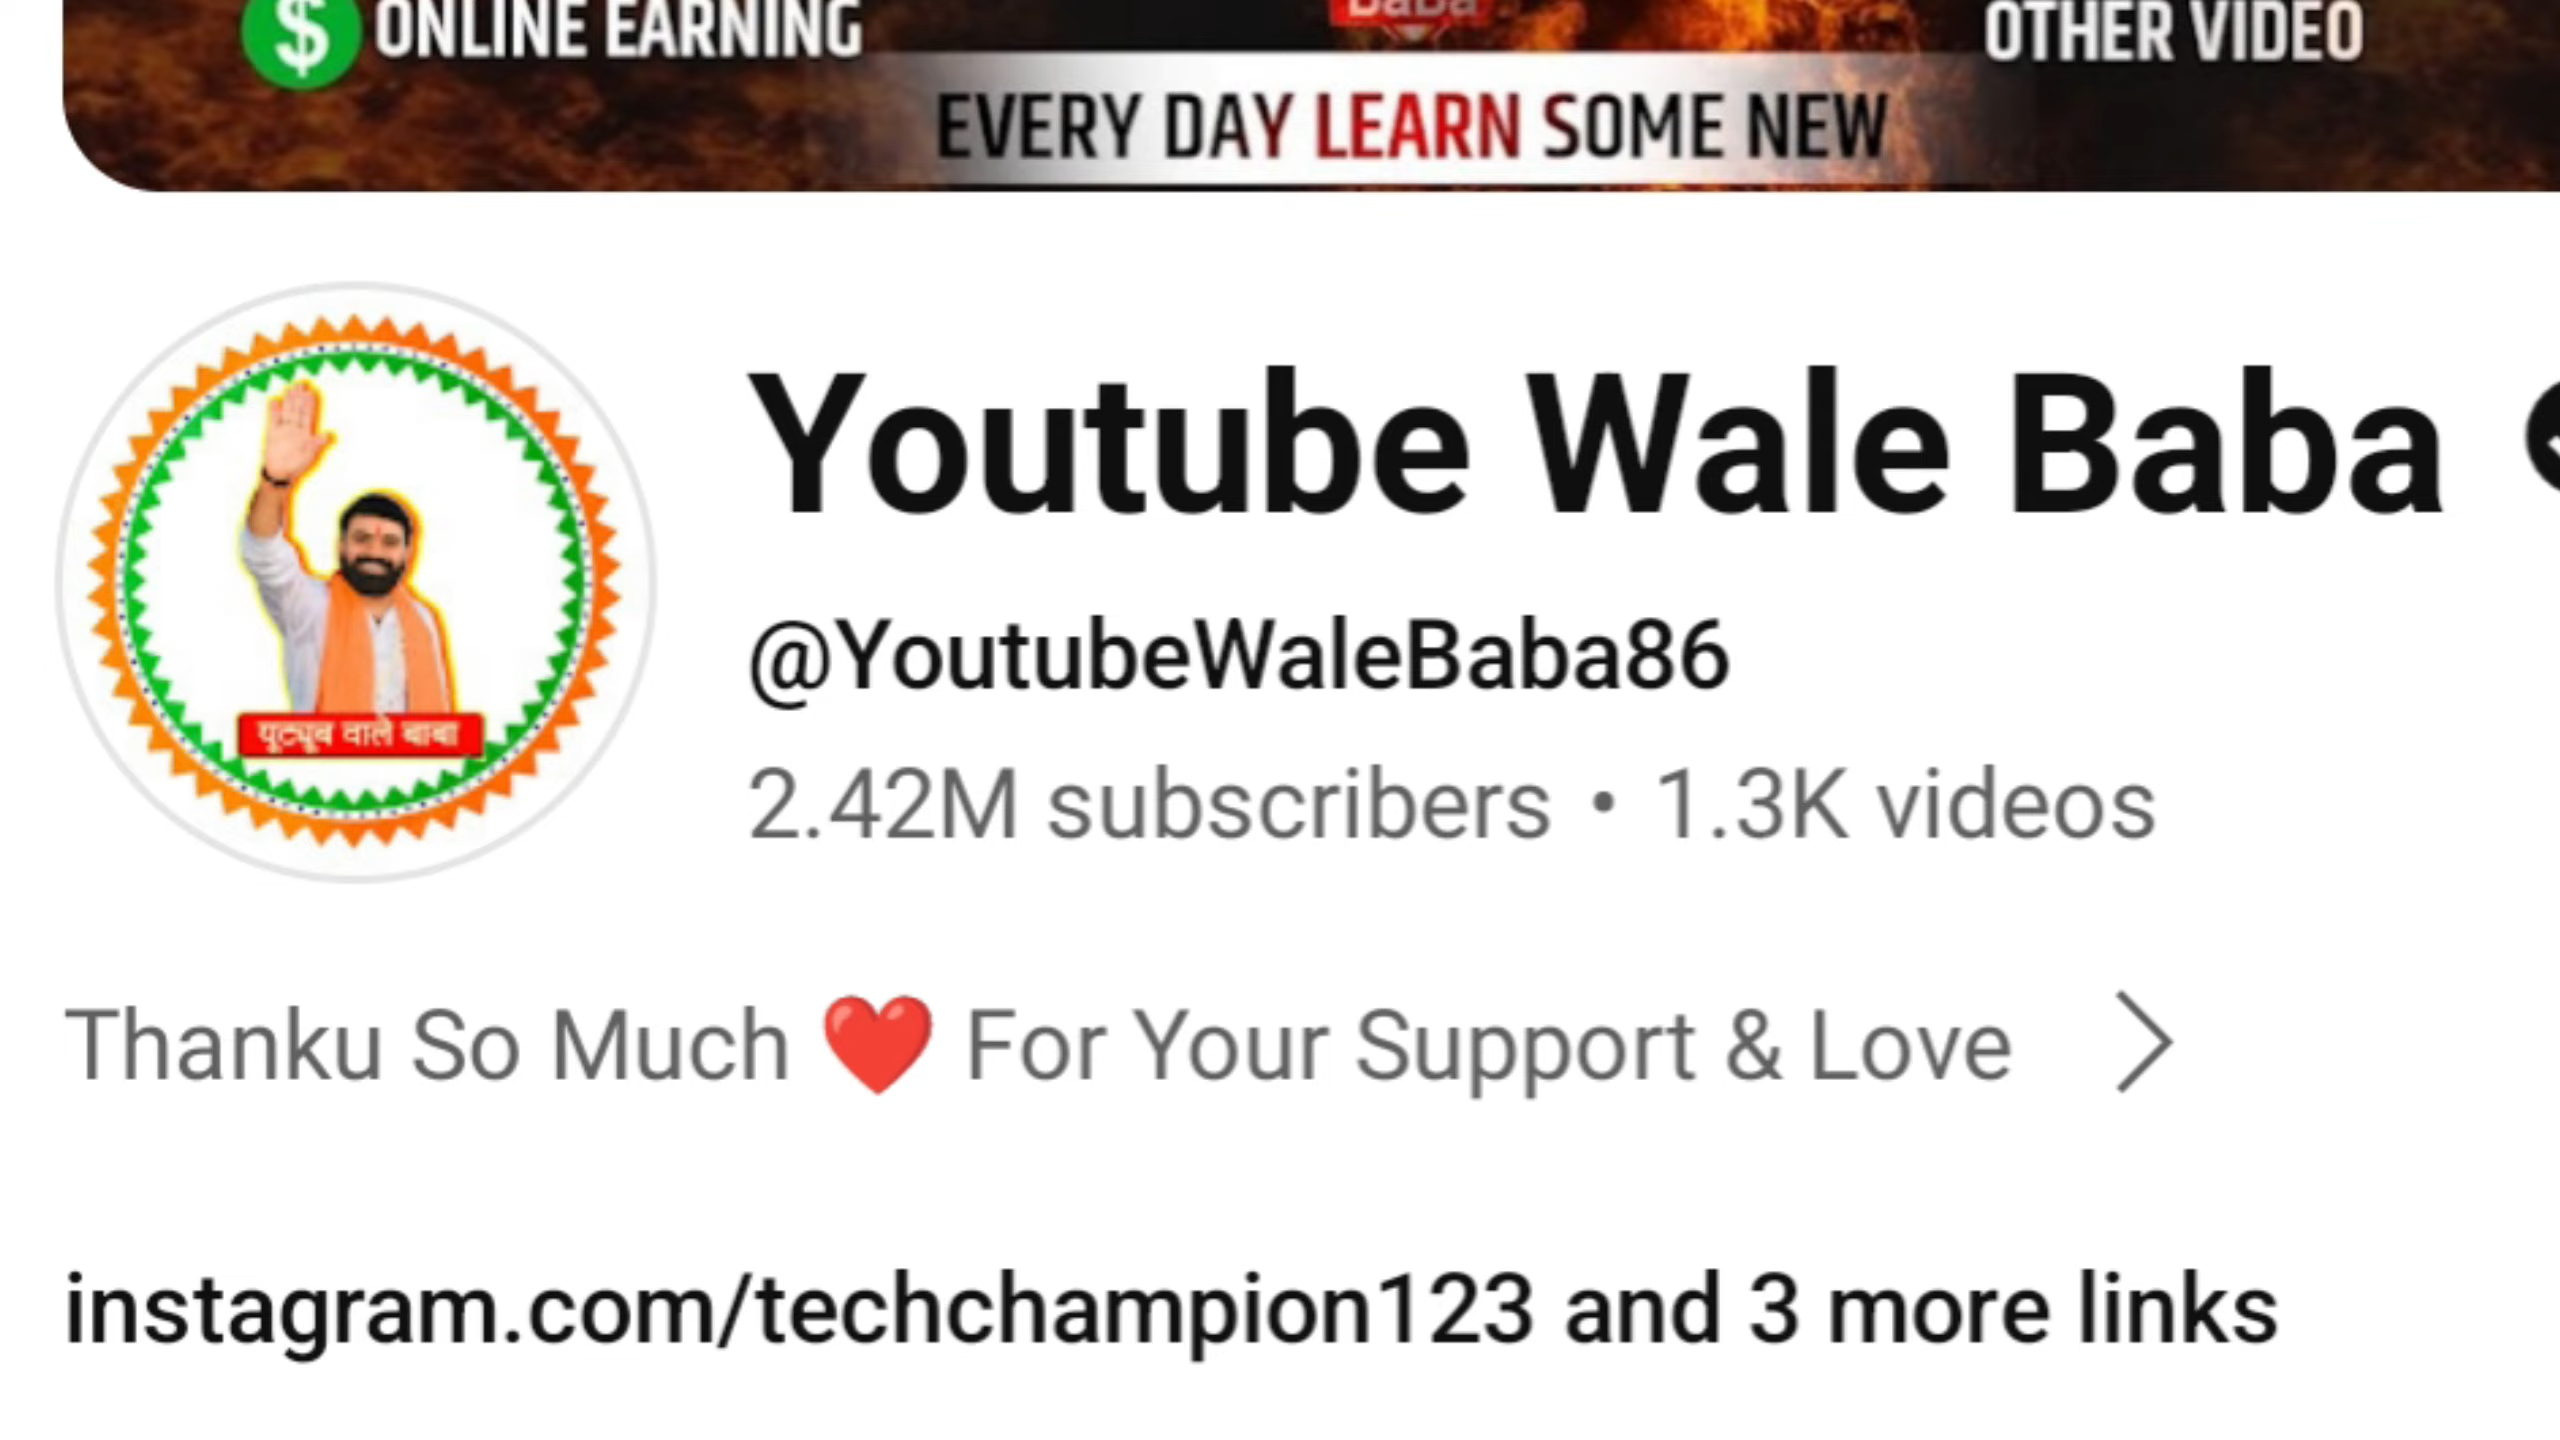 ONLINE EARNING
BaBa
OTHER VIDEO
EVERY DAY LEARN SOME NEW
Youtube Wale Baba
@YoutubeWaleBaba86
2.42M subscribers • 1.3K videos
यूट्यूब वाले बाबा
Thanku So Much ❤️ For Your Support & Love
instagram.com/techchampion123 and 3 more links